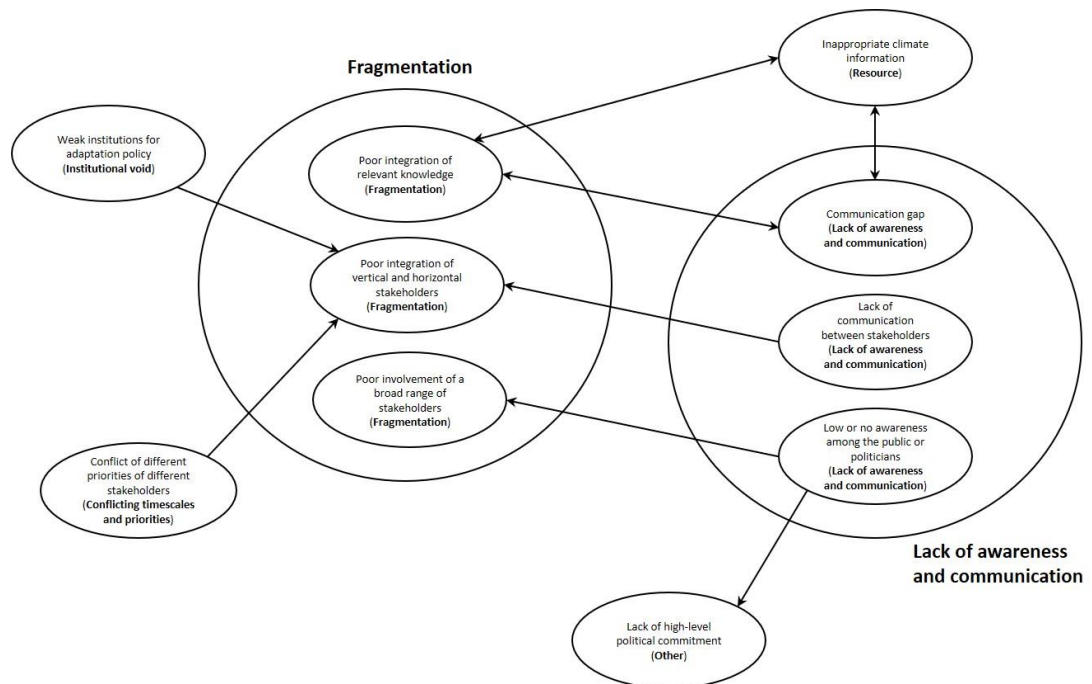 Fragmentation
Inappropriate climate
information
(Resource)
Weak institutions for
adaptation policy
(Institutional void)
Poor integration of
relevant knowledge
(Fragmentation)
Communication gap
(Lack of awareness
and communication)
Poor integration of
vertical and horizontal
stakeholders
(Fragmentation)
Lack of
communication
between stakeholders
(Lack of awareness
and communication)
Poor involvement of a
broad range of
stakeholders
(Fragmentation)
Low or no awareness
among the public or
politicians
(Lack of awareness
and communication)
Conflict of different
priorities of different
stakeholders
(Conflicting timescales
and priorities)
Lack of awareness
and communication
Lack of high-level
political commitment
(Other)